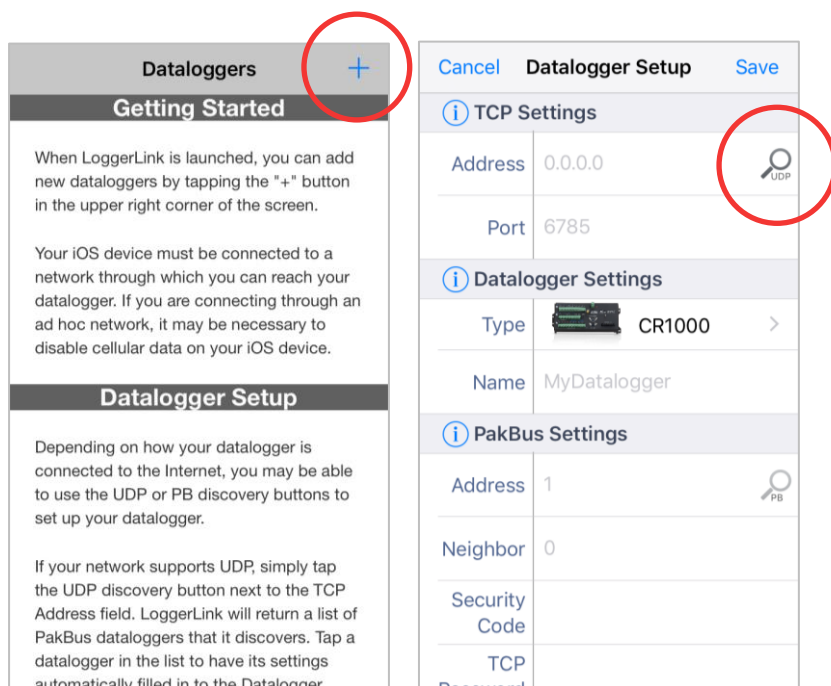 Dataloggers +
Getting Started
When LoggerLink is launched, you can add
new dataloggers by tapping the "+" button
in the upper right corner of the screen.
Your iOS device must be connected to a
network through which you can reach your
datalogger. If you are connecting through an
ad hoc network, it may be necessary to
disable cellular data on your iOS device.
Datalogger Setup
Depending on how your datalogger is
connected to the Internet, you may be able
to use the UDP or PB discovery buttons to
set up your datalogger.
If your network supports UDP, simply tap
the UDP discovery button next to the TCP
Address field. LoggerLink will return a list of
PakBus dataloggers that it discovers. Tap a
datalogger in the list to have its settings
automatically filled in to the Datalogger
Cancel Datalogger Setup Save
i TCP Settings
Address 0.0.0.0 UDP
Port 6785
i Datalogger Settings
Type CR1000 >
Name MyDatalogger
i PakBus Settings
Address 1 PB
Neighbor 0
Security
Code
TCP
Password